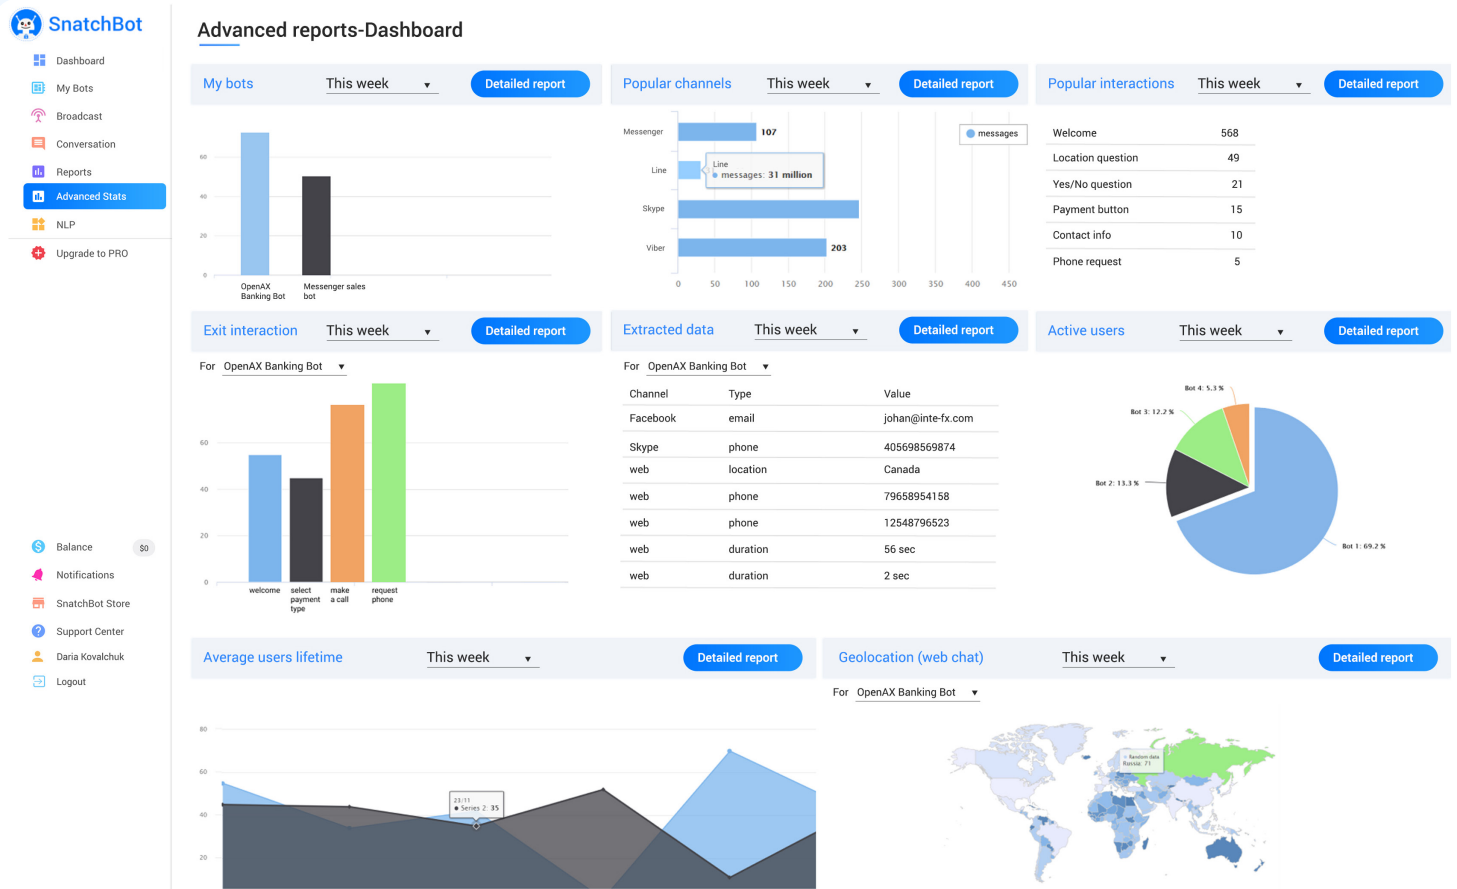 SnatchBot
Dashboard
My Bots
Broadcast
Conversation
Reports
Advanced Stats
NLP
Upgrade to PRO
Balance $0
Notifications
SnatchBot Store
Support Center
Daria Kovalchuk
Logout
Advanced reports-Dashboard
My bots This week Detailed report
60
40
20
0
OpenAX
Banking Bot
Messenger sales
bot
Popular channels This week Detailed report
Messenger 107
messages
Line
Line
messages: 31 million
Skype
Viber 203
0 50 100 150 200 250 300 350 400 450
Popular interactions This week Detailed report
Welcome 568
Location question 49
Yes/No question 21
Payment button 15
Contact info 10
Phone request 5
Exit interaction This week Detailed report
For OpenAX Banking Bot
60
40
20
0
welcome
select
payment
type
make
a call
request
phone
Extracted data This week Detailed report
For OpenAX Banking Bot
Channel Type Value
Facebook email johan@inte-fx.com
Skype phone 405698569874
web location Canada
web phone 79658954158
web phone 12548796523
web duration 56 sec
web duration 2 sec
Active users This week Detailed report
Bot 4: 5.3 %
Bot 3: 12.2 %
Bot 2: 13.3 %
Bot 1: 69.2 %
Average users lifetime This week Detailed report
80
60
40
20
23/11
Series 2: 35
Geolocation (web chat) This week Detailed report
For OpenAX Banking Bot
Random data
Russia: 71